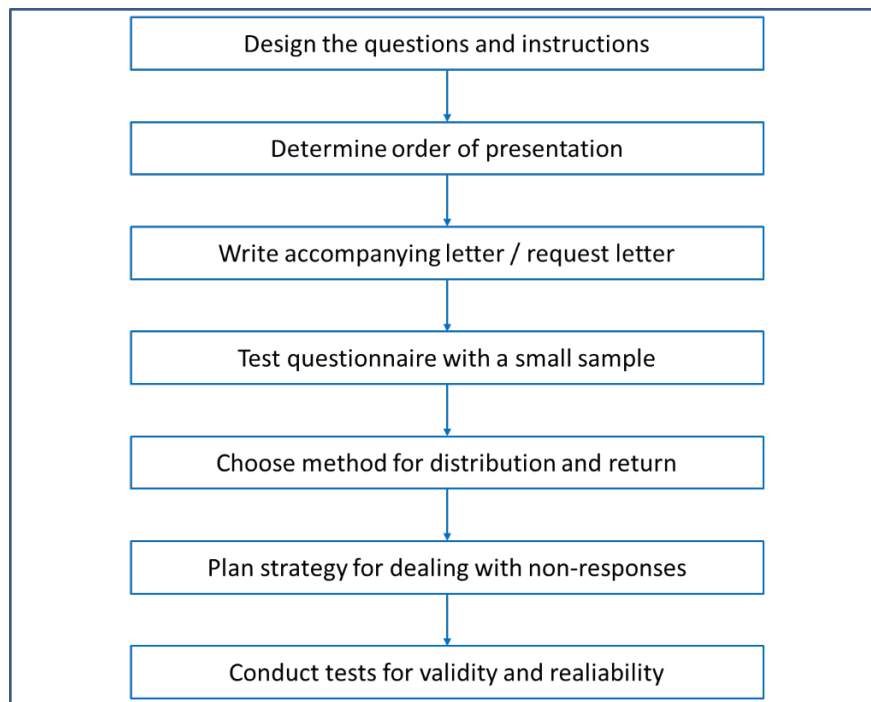 Design the questions and instructions
Determine order of presentation
Write accompanying letter / request letter
Test questionnaire with a small sample
Choose method for distribution and return
Plan strategy for dealing with non-responses
Conduct tests for validity and realiability